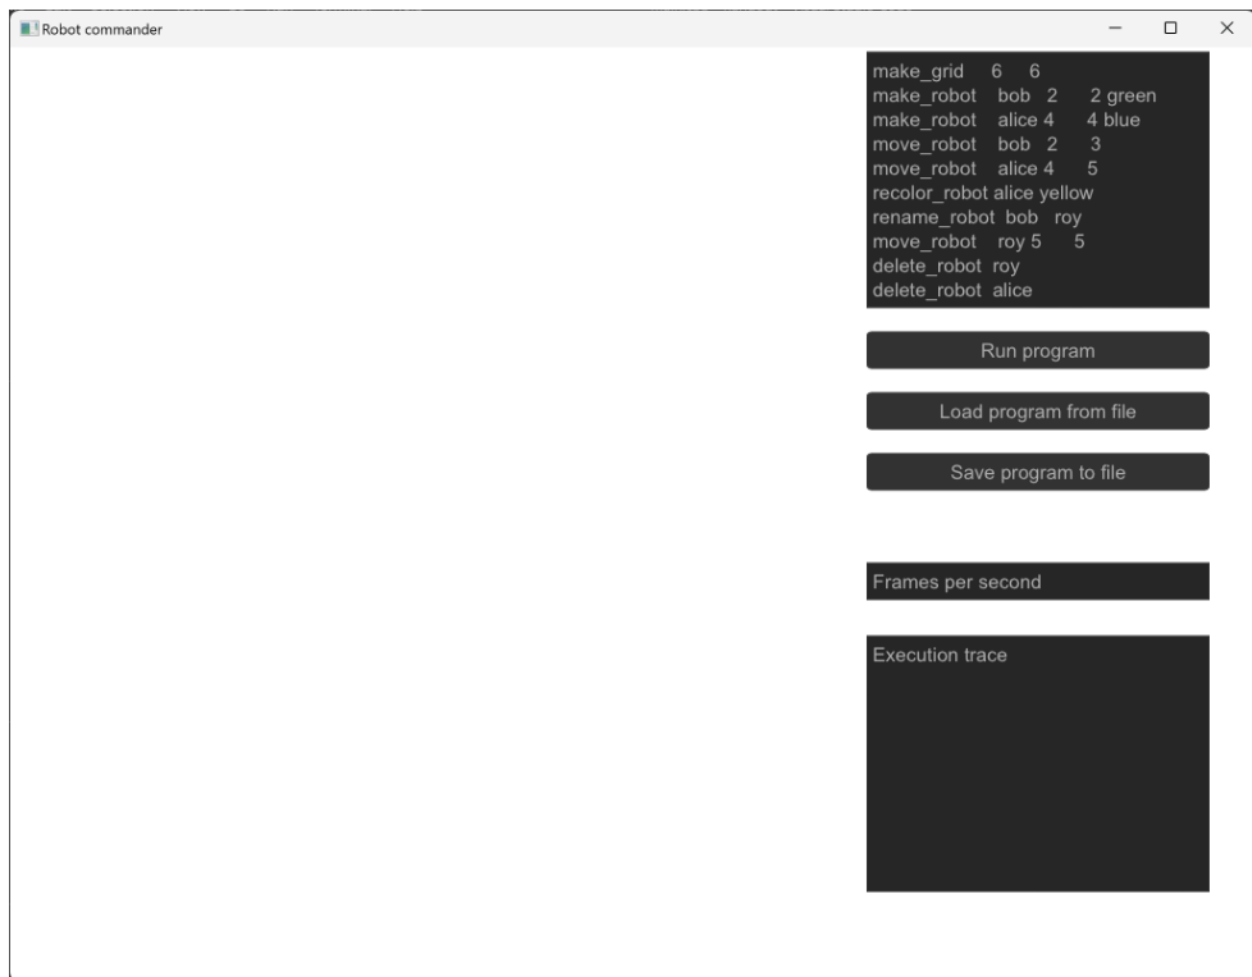 Robot commander
make_grid 6 6
make_robot bob 2 2 green
make_robot alice 4 4 blue
move_robot bob 2 3
move_robot alice 4 5
recolor_robot alice yellow
rename_robot bob roy
move_robot roy 5 5
delete_robot roy
delete_robot alice
Run program
Load program from file
Save program to file
Frames per second
Execution trace